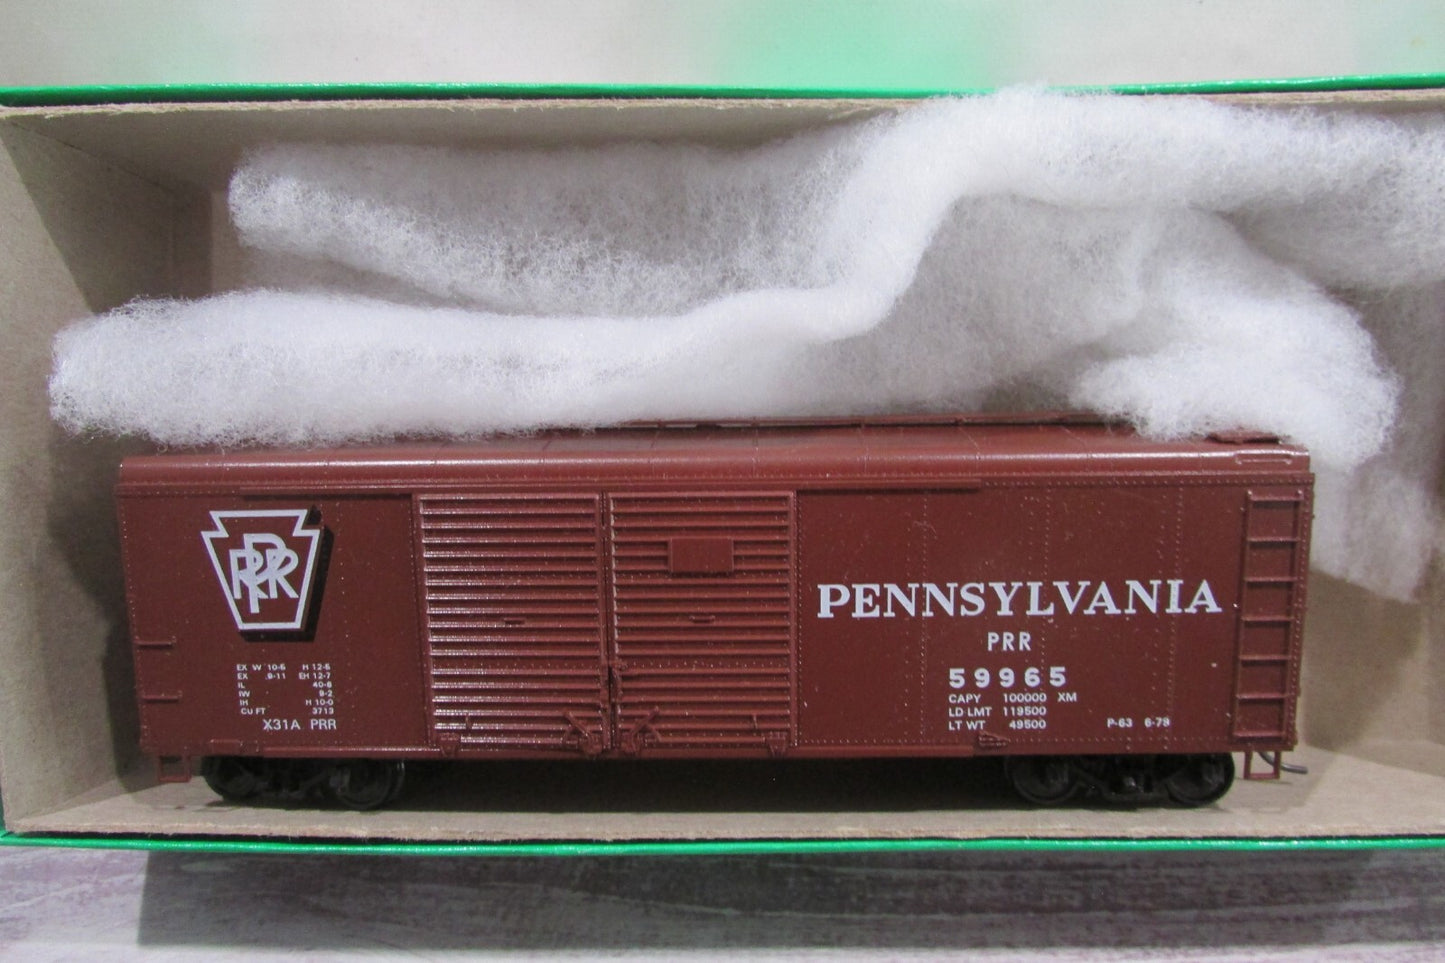 PRR
EX W 10-6 H 12-6
EX 9-11 EH 12-7
IL 40-6
IW 9-2
IH H 10-0
CU FT 3713
X31A PRR
PENNSYLVANIA
PRR
59965
CAPY 100000 XM
LD LMT 119500
LT WT 49500
P-63 6-79